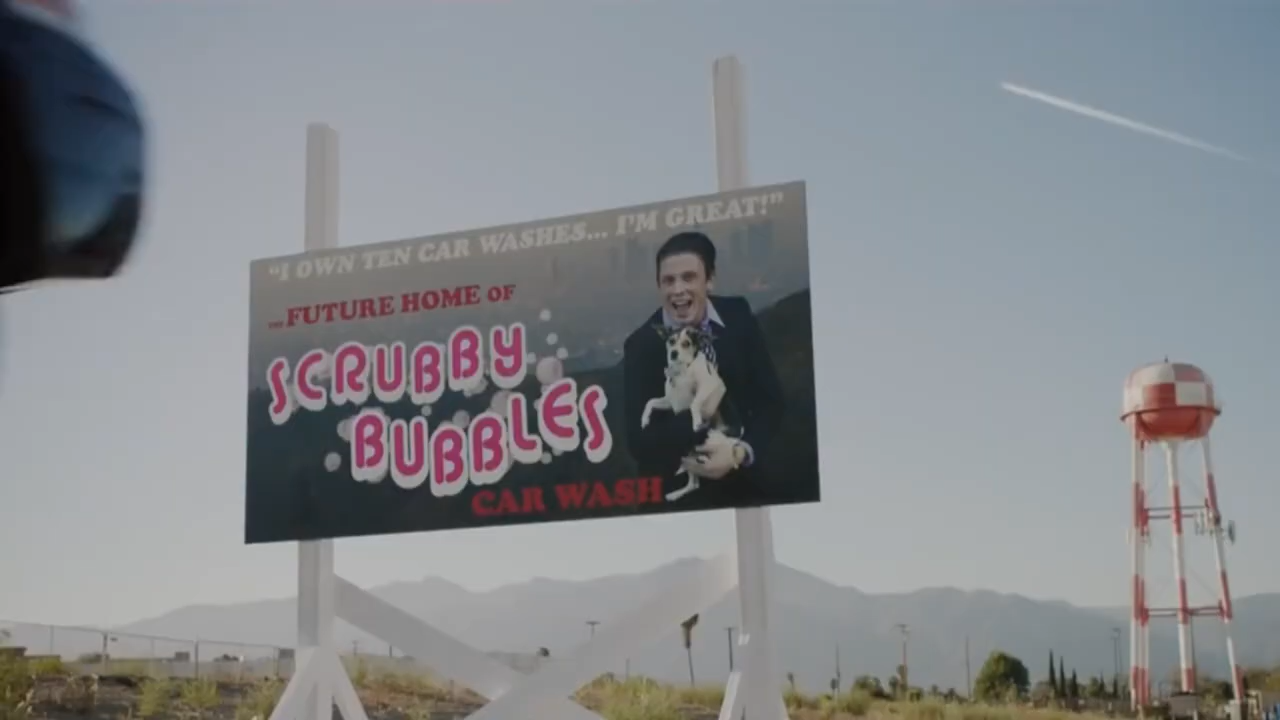 "I OWN TEN CAR WASHES... I'M GREAT!"
FUTURE HOME OF
SCRUBBY
BUBBLES
CAR WASH